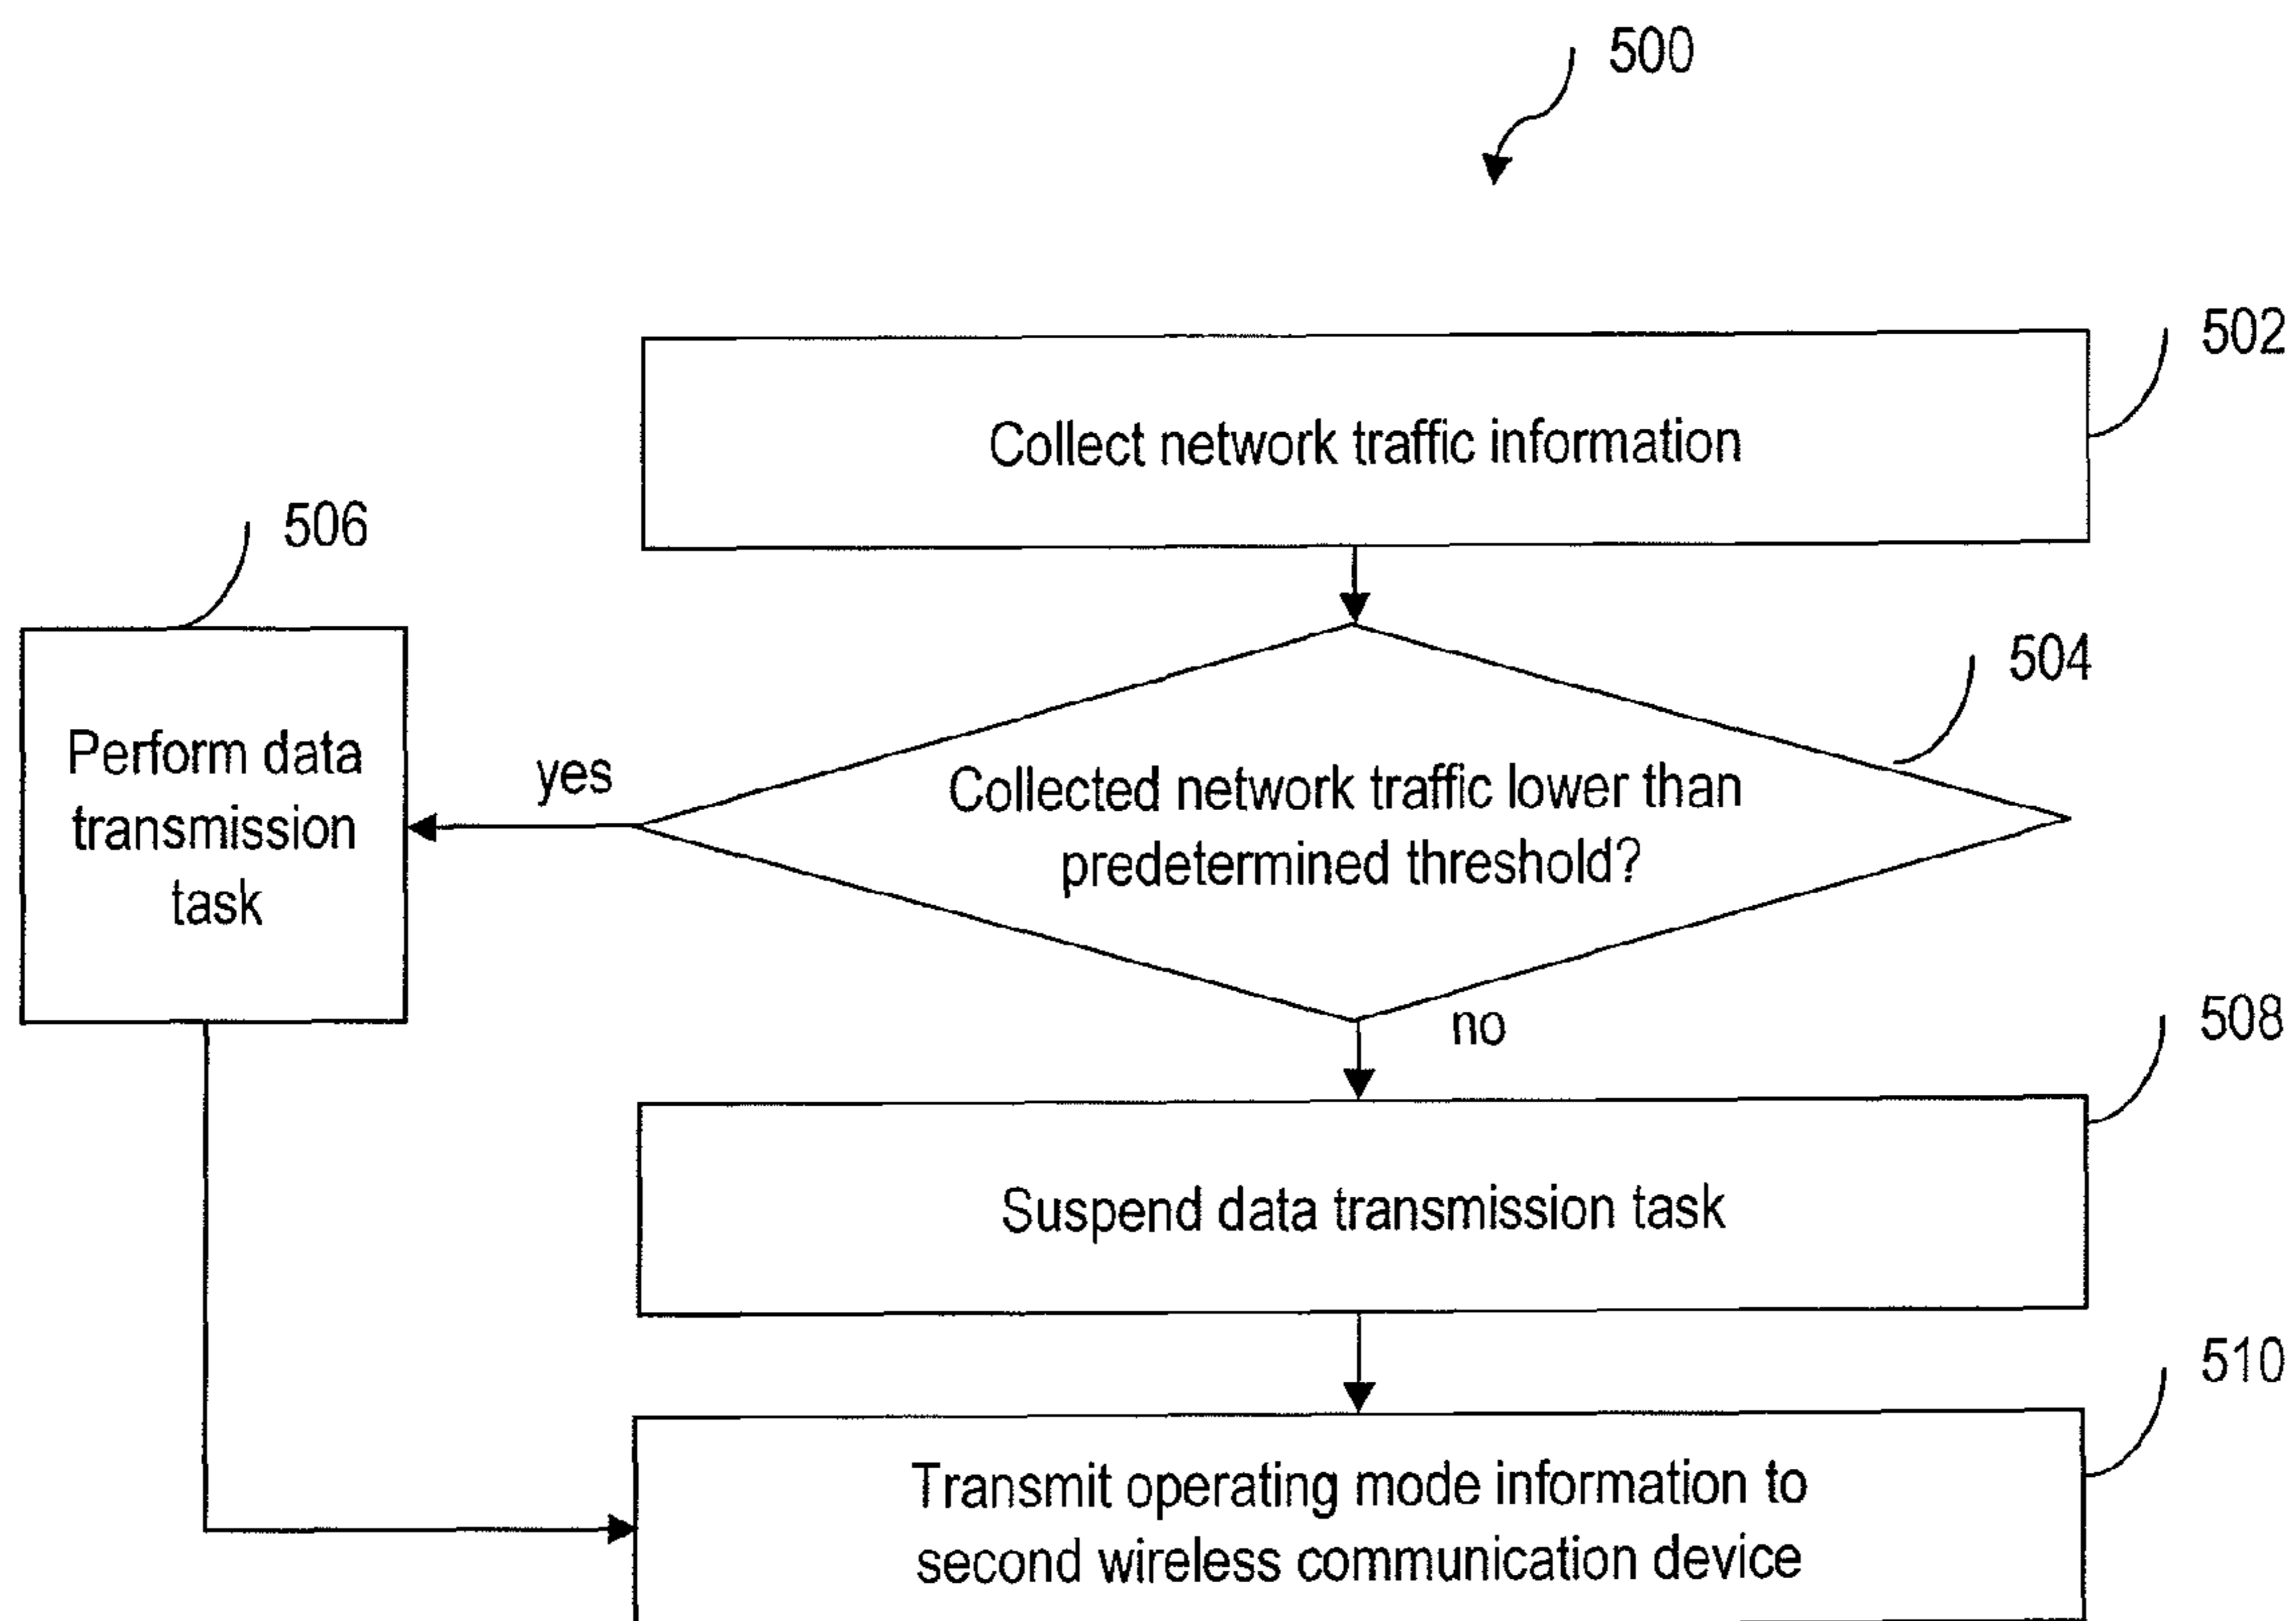 500
502
Collect network traffic information
506
504
Perform data
transmission
task
yes
Collected network traffic lower than
predetermined threshold?
no
508
Suspend data transmission task
510
Transmit operating mode information to
second wireless communication device